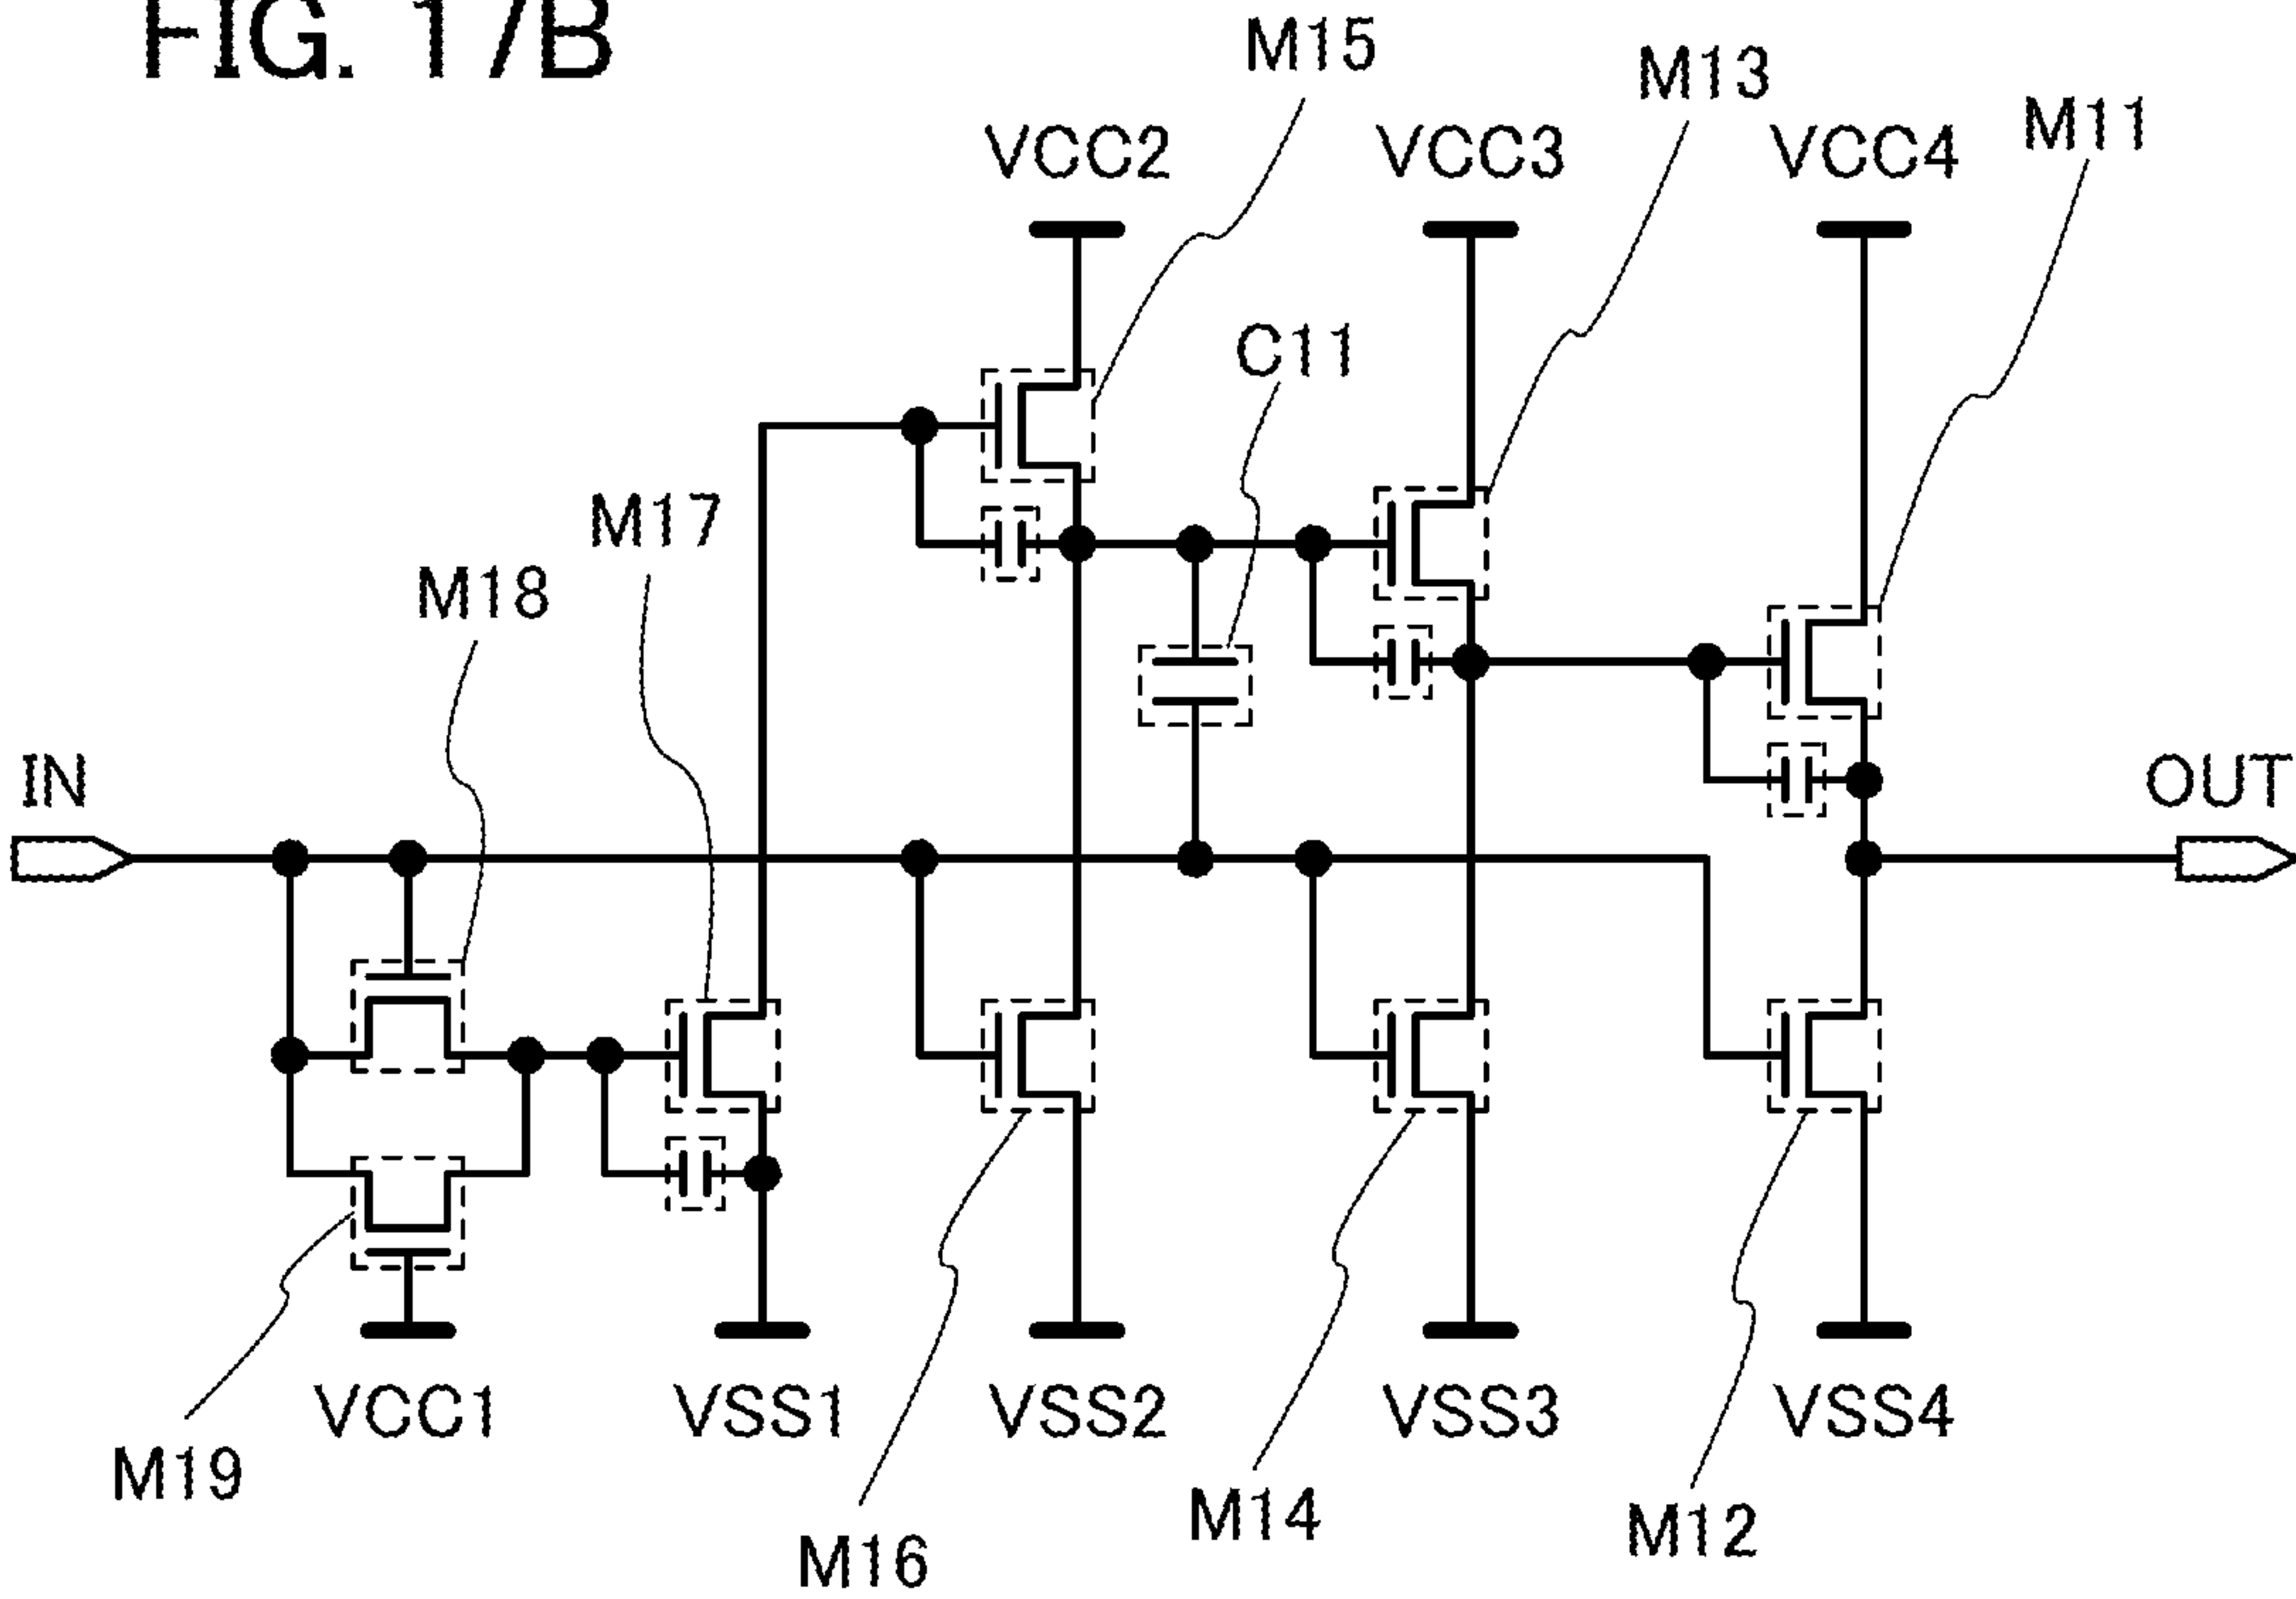 FIG. 17B
M15
M13
M11
VCC2
VCC3
VCC4
C11
M17
M18
IN
OUT
VCC1
VSS1
VSS2
VSS3
VSS4
M19
M16
M14
M12